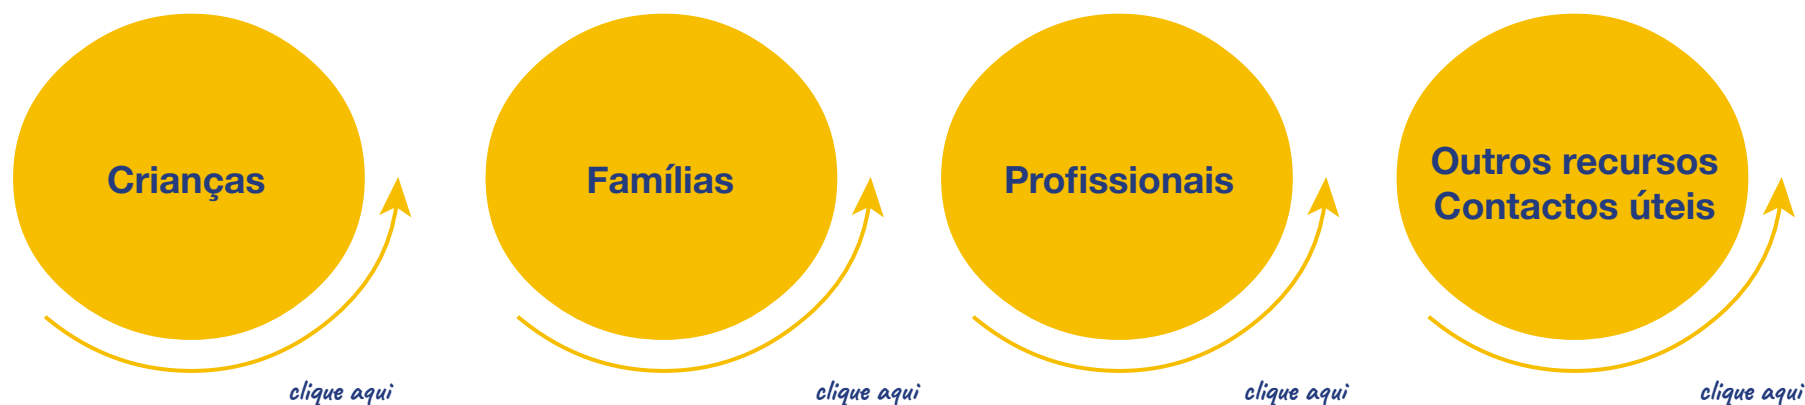 Crianças
Famílias
Profissionais
Outros recursos
Contactos úteis
clique aqui
clique aqui
clique aqui
clique aqui